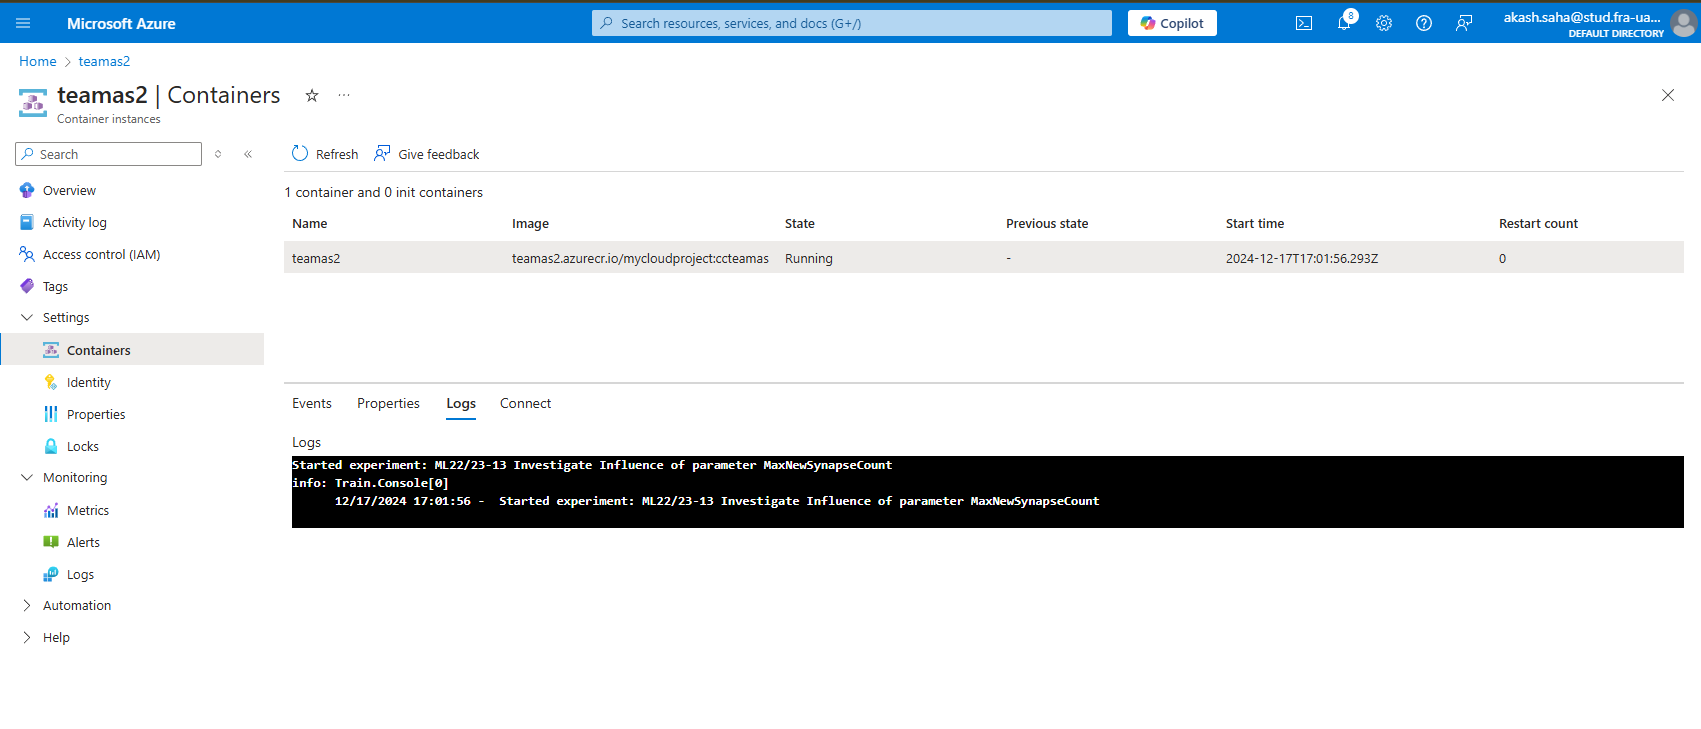 Microsoft Azure
Search resources, services, and docs (G+/)
Copilot
8
akash.saha@stud.fra-ua...
DEFAULT DIRECTORY
Home > teamas2
teamas2 | Containers
Container instances
Search
Refresh
Give feedback
Overview
Activity log
Access control (IAM)
Tags
Settings
Containers
Identity
Properties
Locks
Monitoring
Metrics
Alerts
Logs
Automation
Help
1 container and 0 init containers
Name Image State Previous state Start time Restart count
teamas2 teamas2.azurecr.io/mycloudproject:ccteamas Running - 2024-12-17T17:01:56.293Z 0
Events Properties Logs Connect
Logs
Started experiment: ML22/23-13 Investigate Influence of parameter MaxNewSynapseCount
info: Train.Console[0]
12/17/2024 17:01:56 - Started experiment: ML22/23-13 Investigate Influence of parameter MaxNewSynapseCount